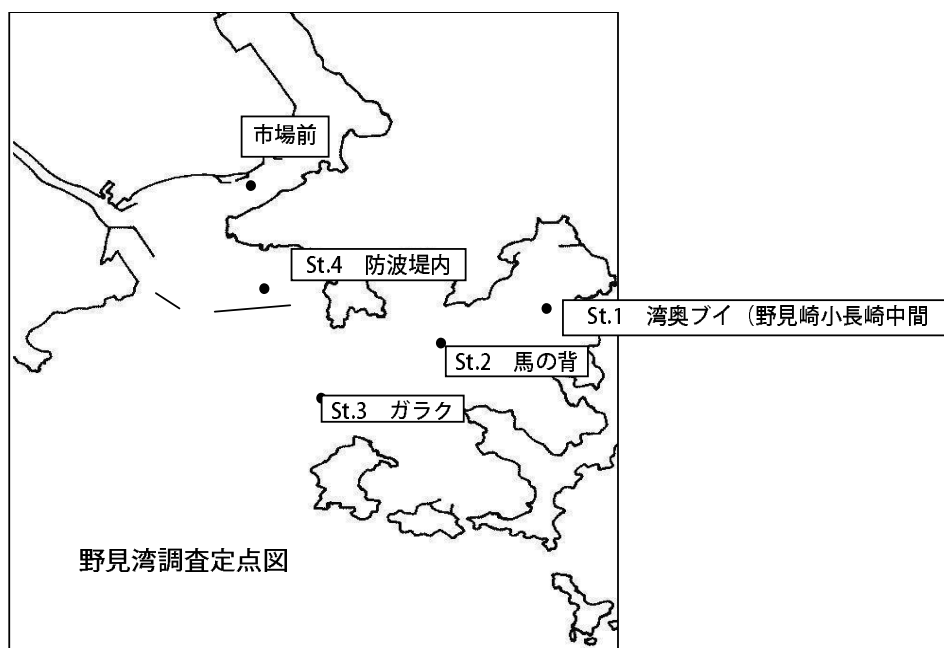 市場前
St.4　防波堤内
St.1　湾奥ブイ（野見崎小長崎中間
St.2　馬の背
St.3　ガラク
野見湾調査定点図